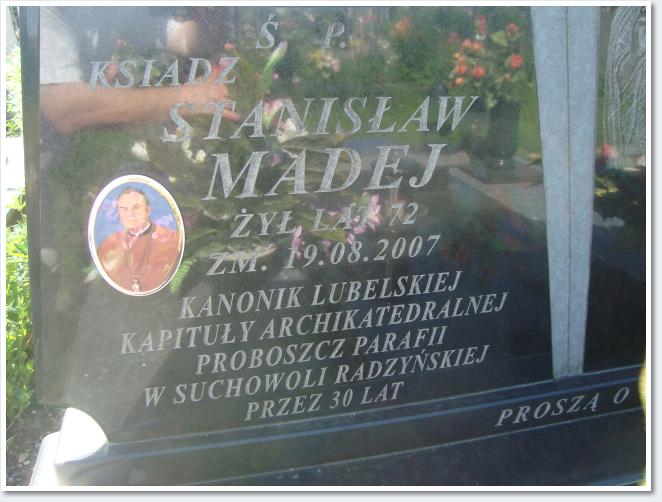 Ś. P.
KSIĄDZ
STANISŁAW
MADEJ
ŻYŁ LAT 72
ZM. 19.08.2007
KANONIK LUBELSKIEJ
KAPITUŁY ARCHIKATEDRALNEJ
PROBOSZCZ PARAFII
W SUCHOWOLI RADZYŃSKIEJ
PRZEZ 30 LAT
PROSZĄ O